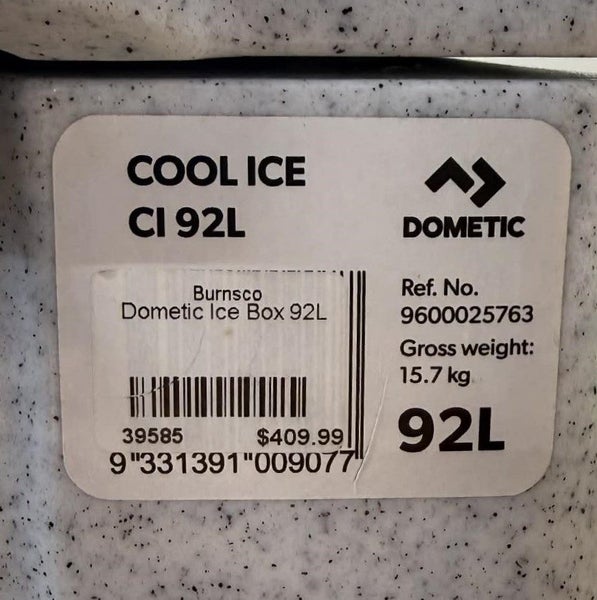 COOL ICE
CI 92L
DOMETIC
Burnsco
Dometic Ice Box 92L
39585 $409.99
9"331391"009077
Ref. No.
9600025763
Gross weight:
15.7 kg
92L